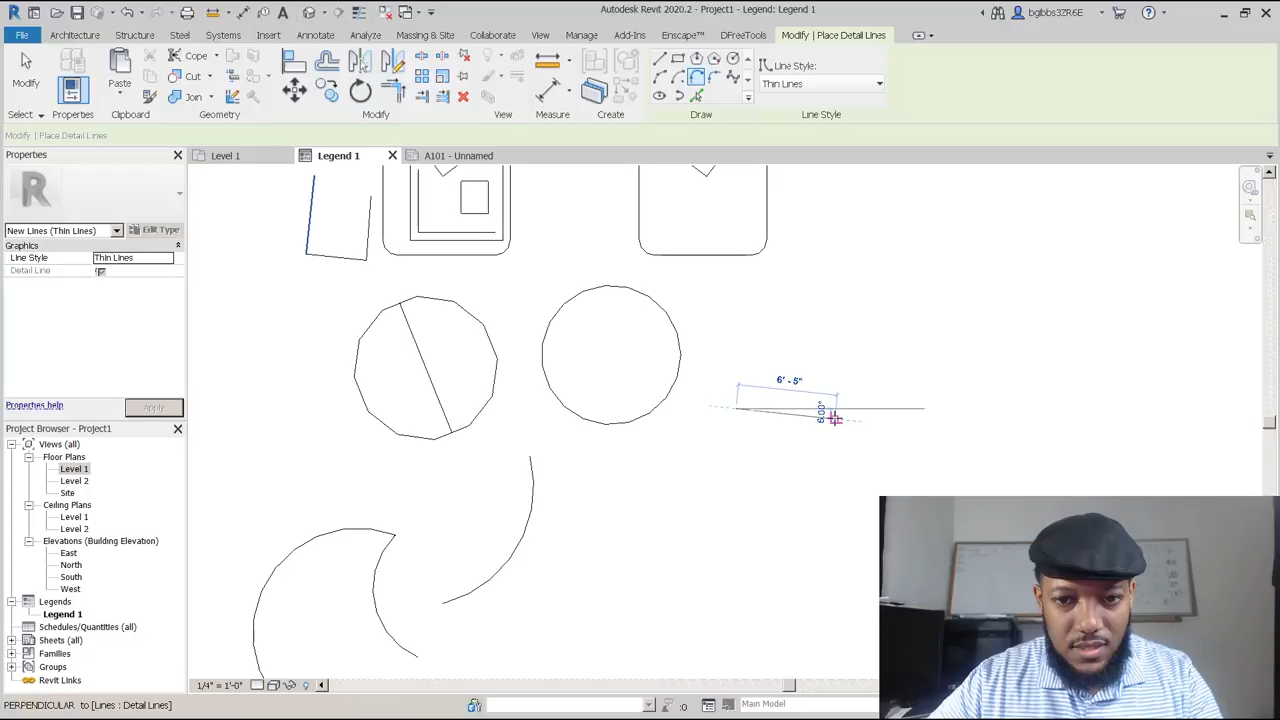 Autodesk Revit 2020.2 - Project1 - Legend: Legend 1
bgibbs3ZR6E
File Architecture Structure Steel Systems Insert Annotate Analyze Massing & Site Collaborate View Manage Add-Ins Enscape™ DFreeTools Modify | Place Detail Lines
Modify
Paste
Cope
Cut
Join
Line Style:
Thin Lines
Select Properties Clipboard Geometry Modify View Measure Create Draw Line Style
Modify | Place Detail Lines
Properties
Level 1
Legend 1
A101 - Unnamed
New Lines (Thin Lines)
Edit Type
Graphics
Line Style Thin Lines
Detail Line
Properties help
Apply
Project Browser - Project1
Views (all)
Floor Plans
Level 1
Level 2
Site
Ceiling Plans
Level 1
Level 2
Elevations (Building Elevation)
East
North
South
West
Legends
Legend 1
Schedules/Quantities (all)
Sheets (all)
Families
Groups
Revit Links
6' - 5"
6.00°
1/4" = 1'-0"
PERPENDICULAR to [Lines : Detail Lines]
:0
Main Model